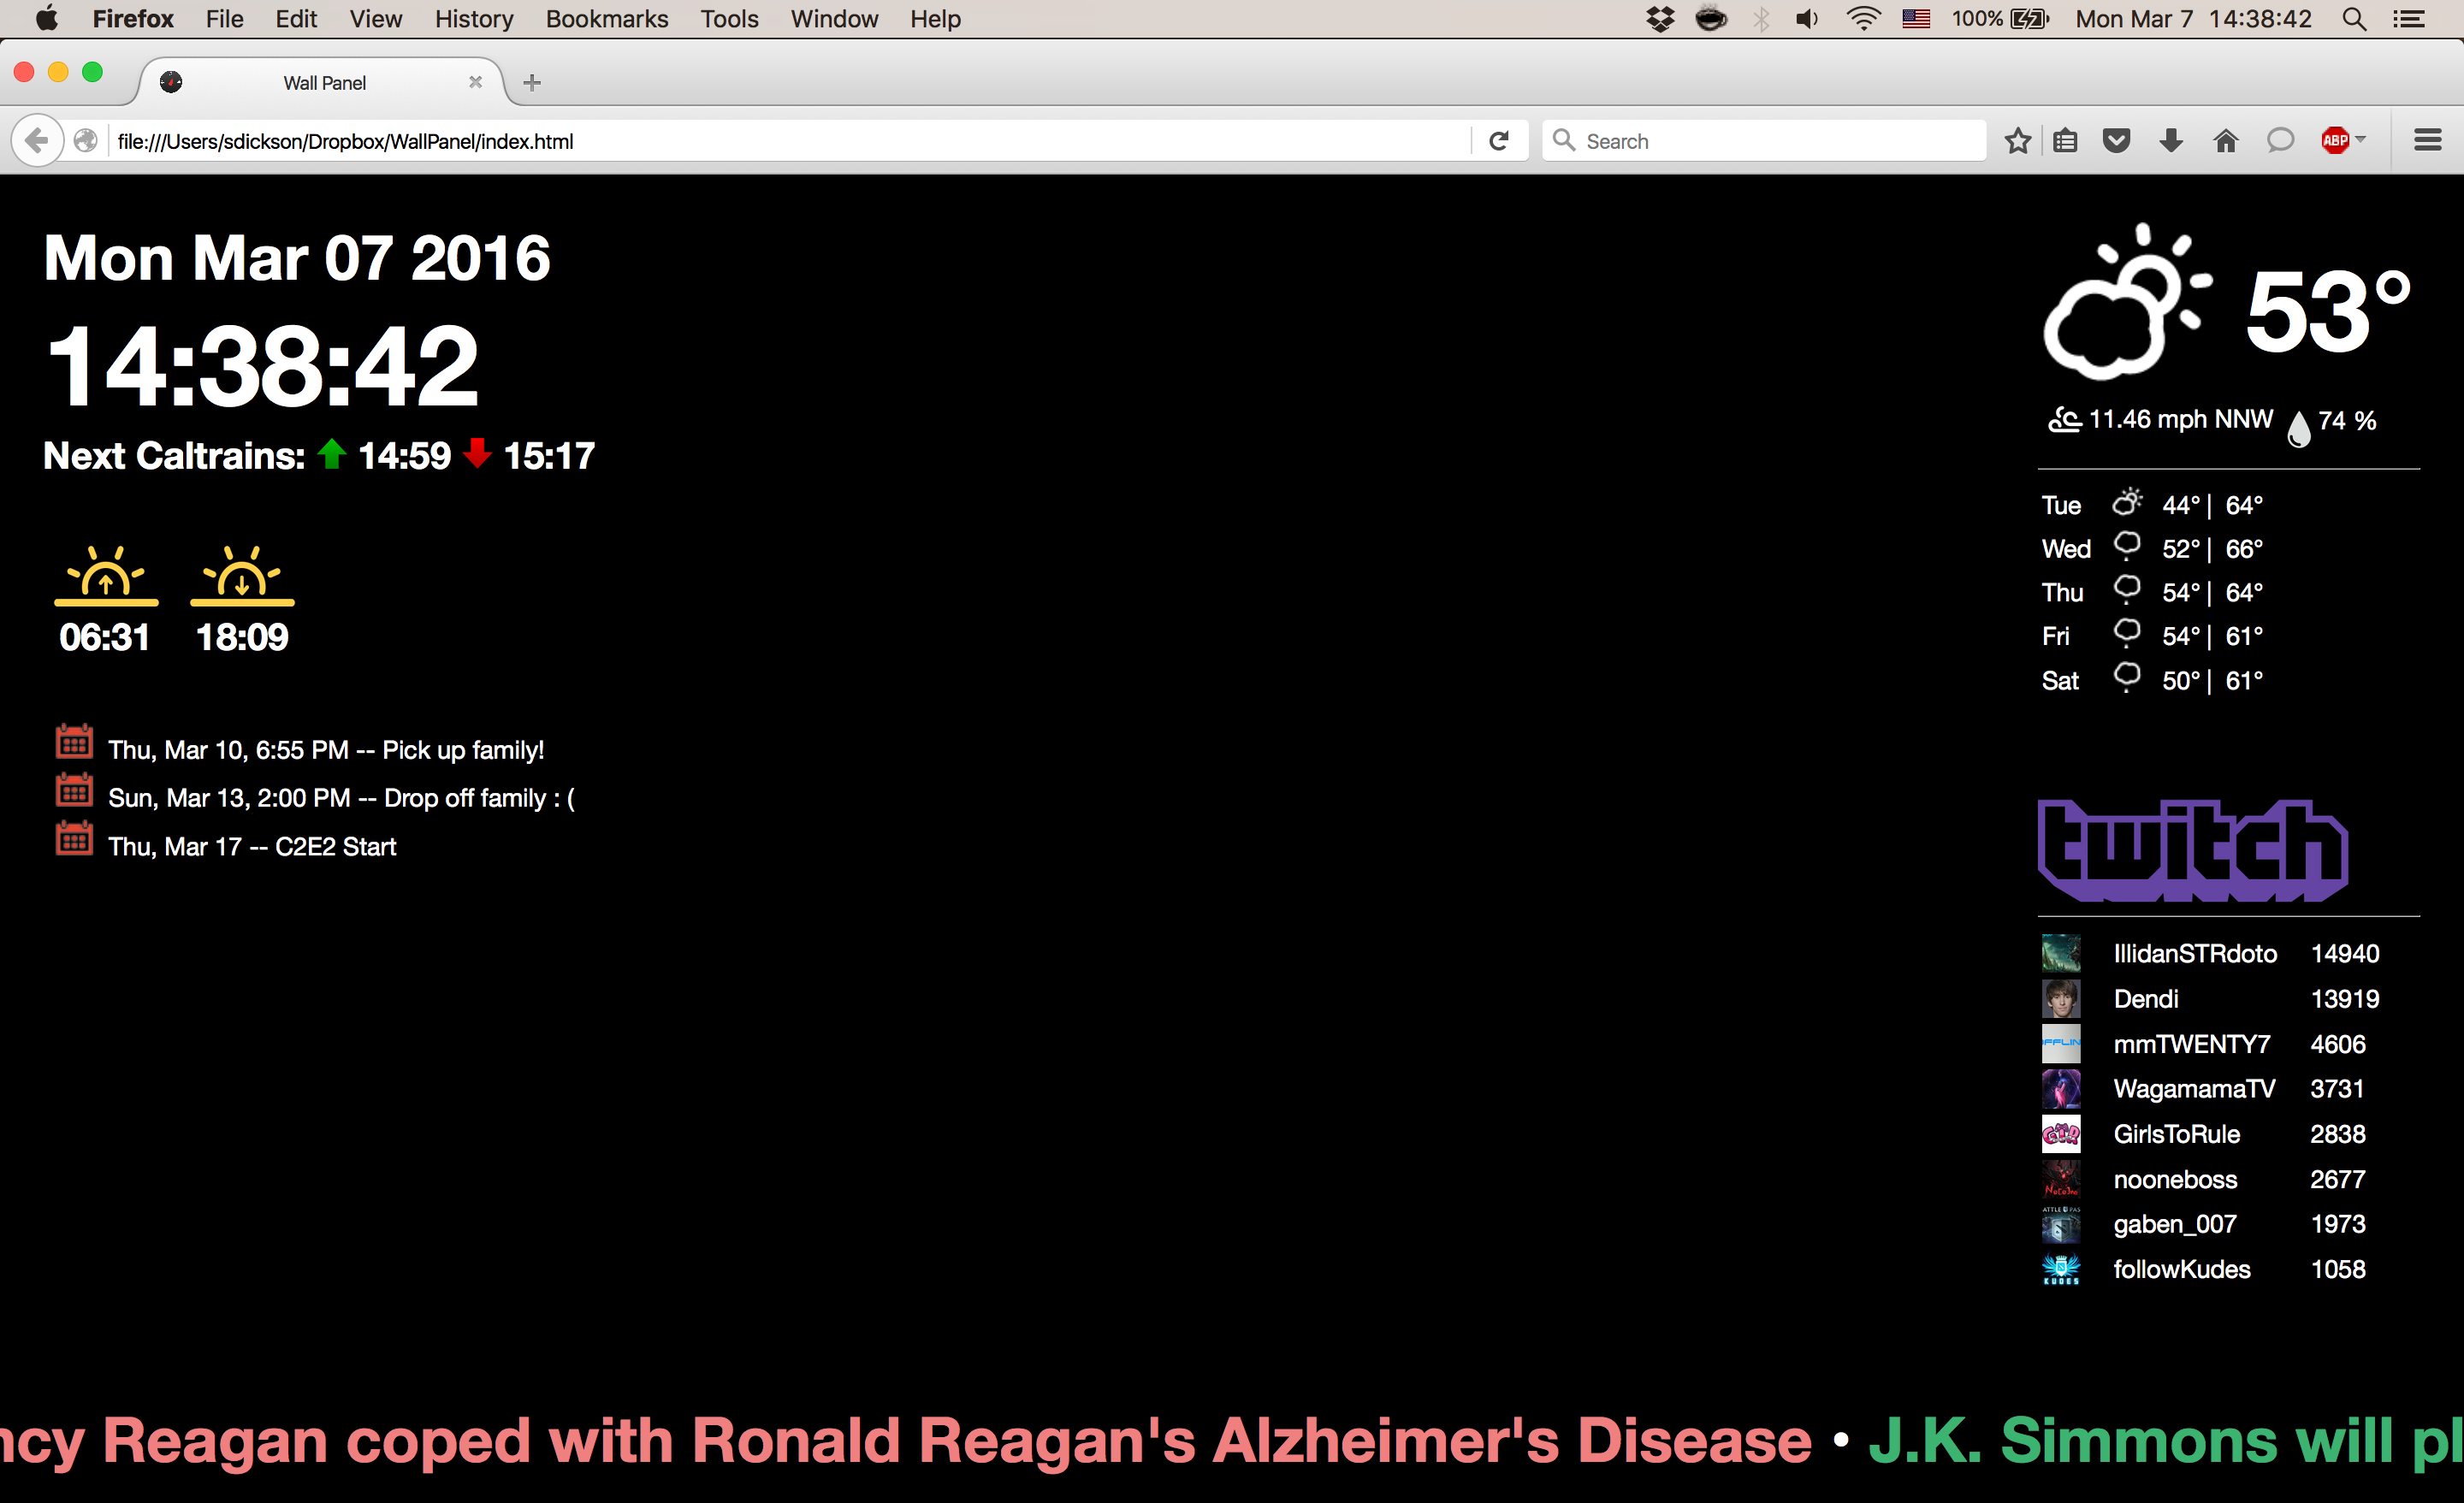 Firefox File Edit View History Bookmarks Tools Window Help 100% Mon Mar 7 14:38:42
Wall Panel
file:///Users/sdickson/Dropbox/WallPanel/index.html Search ABP
Mon Mar 07 2016
14:38:42
Next Caltrains: 14:59 15:17
06:31 18:09
Thu, Mar 10, 6:55 PM -- Pick up family!
Sun, Mar 13, 2:00 PM -- Drop off family : (
Thu, Mar 17 -- C2E2 Start
53°
11.46 mph NNW 74 %
Tue 44° | 64°
Wed 52° | 66°
Thu 54° | 64°
Fri 54° | 61°
Sat 50° | 61°
twitch
IllidanSTRdoto 14940
Dendi 13919
mmTWENTY7 4606
WagamamaTV 3731
GirlsToRule 2838
nooneboss 2677
gaben_007 1973
KUDES followKudes 1058
ncy Reagan coped with Ronald Reagan's Alzheimer's Disease • J.K. Simmons will pl